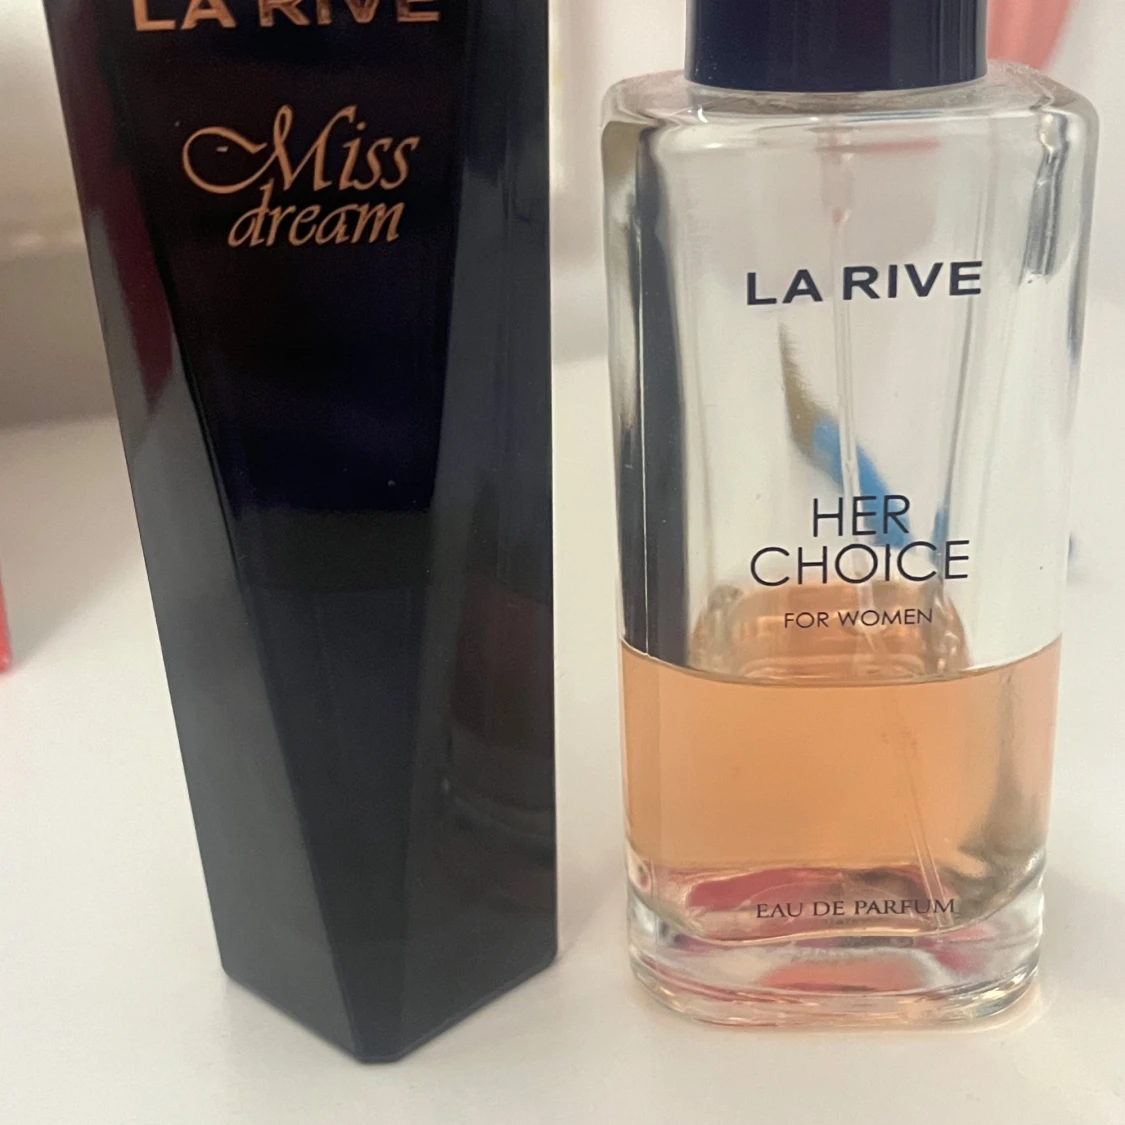 LA RIVE
Miss
dream
LA RIVE
HER
CHOICE
FOR WOMEN
EAU DE PARFUM